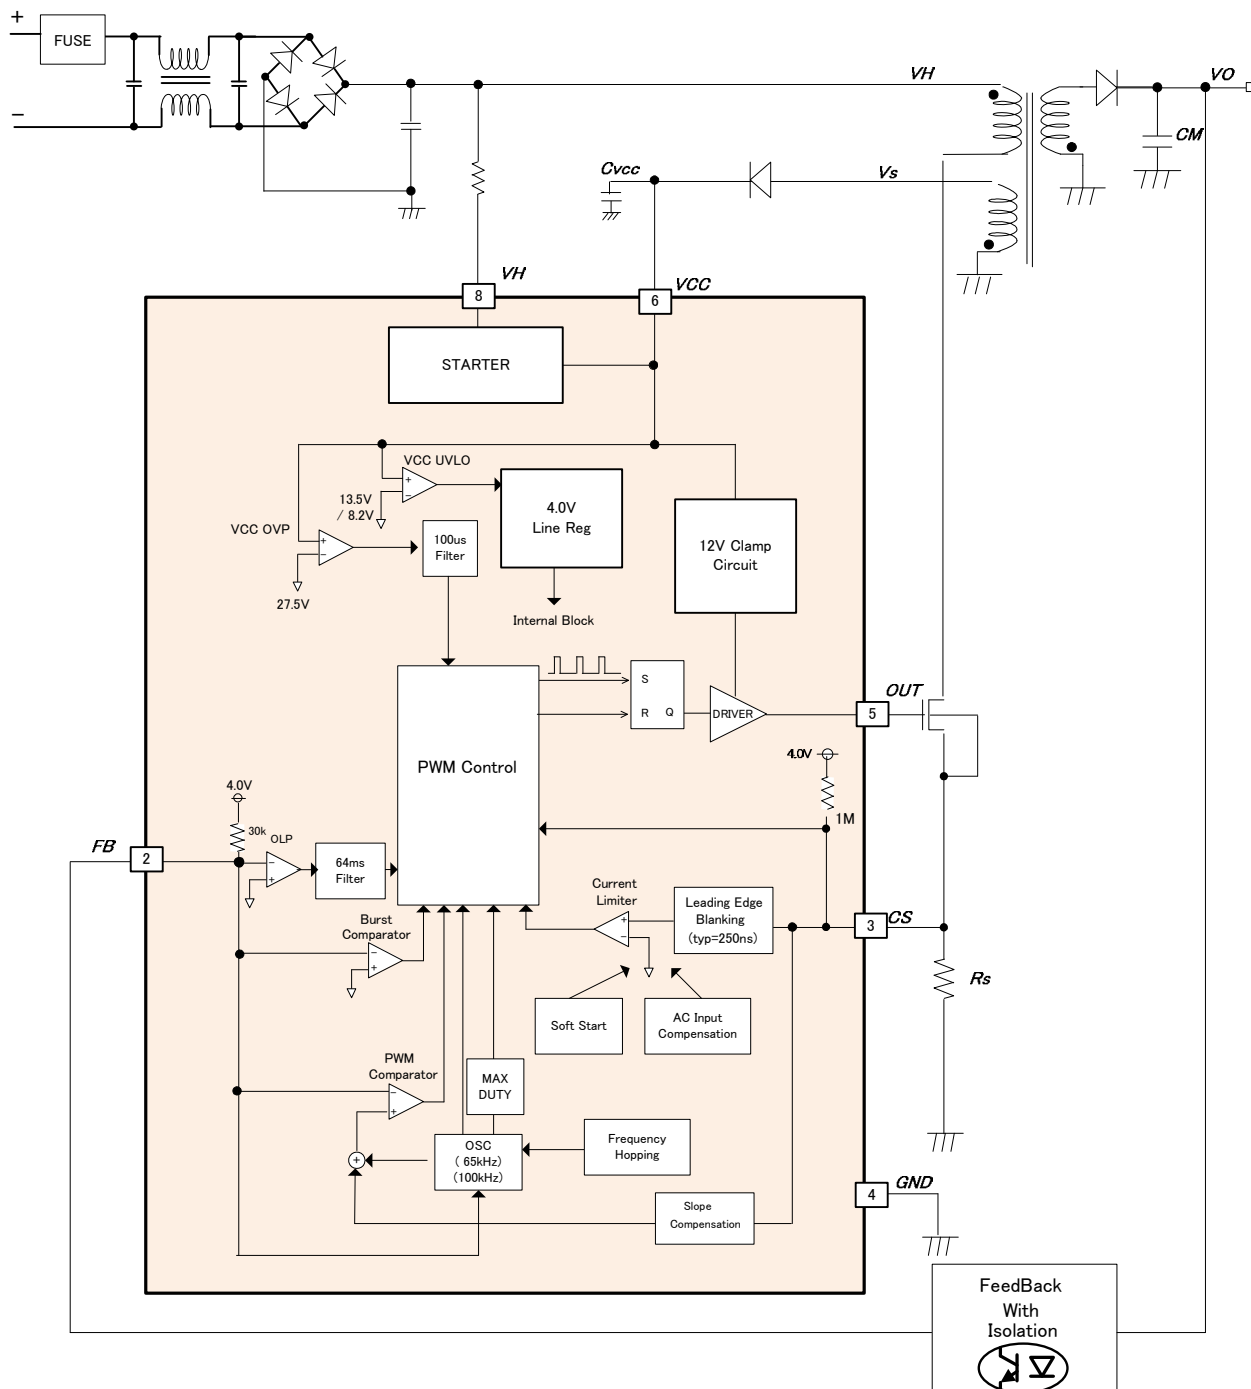 +
FUSE
−
VH
VO
CM
Cvcc
Vs
VH
VCC
8
6
STARTER
VCC UVLO
+
−
13.5V
/ 8.2V
4.0V
Line Reg
VCC OVP
+
−
100us
Filter
12V Clamp
Circuit
27.5V
Internal Block
S
R Q
DRIVER
OUT
5
PWM Control
4.0V
1M
4.0V
30k
OLP
FB
2
−
+
64ms
Filter
Current
Limiter
+
−
Leading Edge
Blanking
(typ=250ns)
3
CS
Burst
Comparator
−
+
Rs
Soft Start
AC Input
Compensation
PWM
Comparator
−
+
MAX
DUTY
+
OSC
( 65kHz)
(100kHz)
Frequency
Hopping
Slope
Compensation
4
GND
FeedBack
With
Isolation